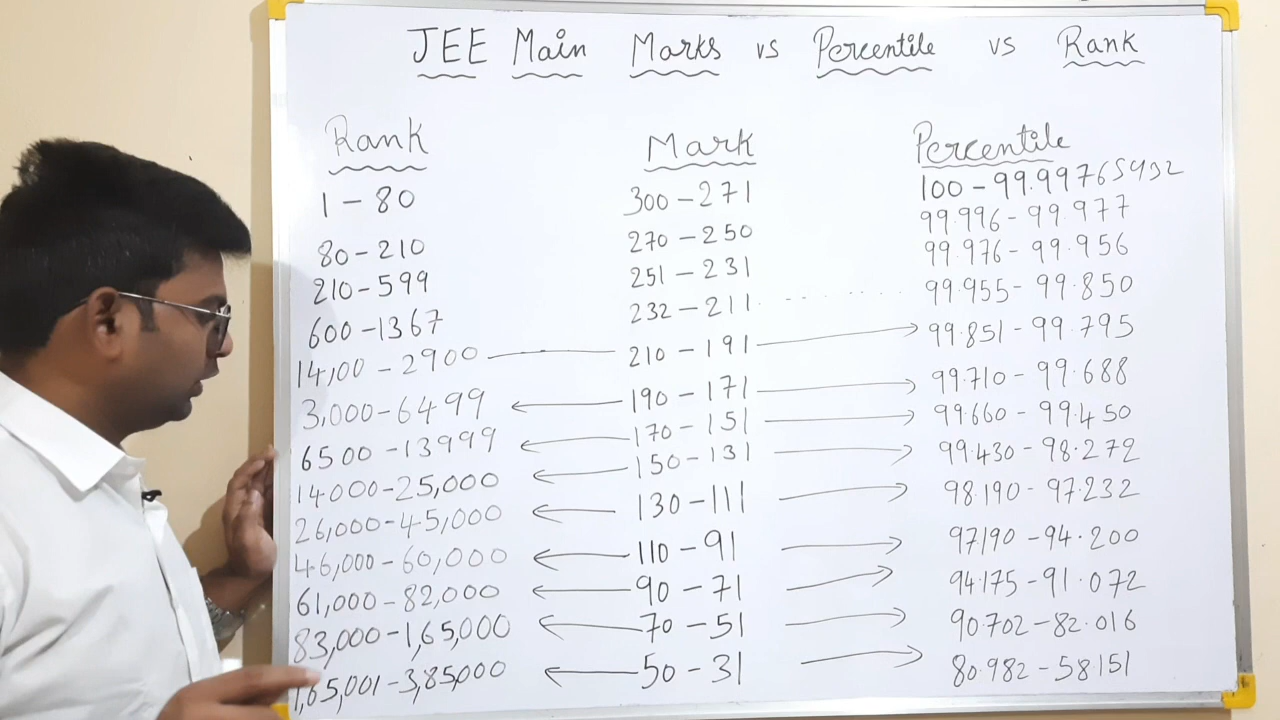 JEE Main Marks vs Percentile vs Rank
Rank Mark Percentile
1-80 300-271 100-99.99765492
80-210 270-250 99.996-99.977
210-599 251-231 99.976-99.956
600-1367 232-211 99.955-99.850
14,00-2900 210-191 99.851-99.795
3,000-6499 190-171 99.710-99.688
6500-13999 170-151 99.660-99.450
14000-25,000 150-131 99.430-98.272
26,000-45,000 130-111 98.190-97.232
46,000-60,000 110-91 97190-94.200
61,000-82,000 90-71 94.175-91.072
83,000-1,65,000 70-51 90.702-82.016
1,65,001-3,85,000 50-31 80.982-58.151